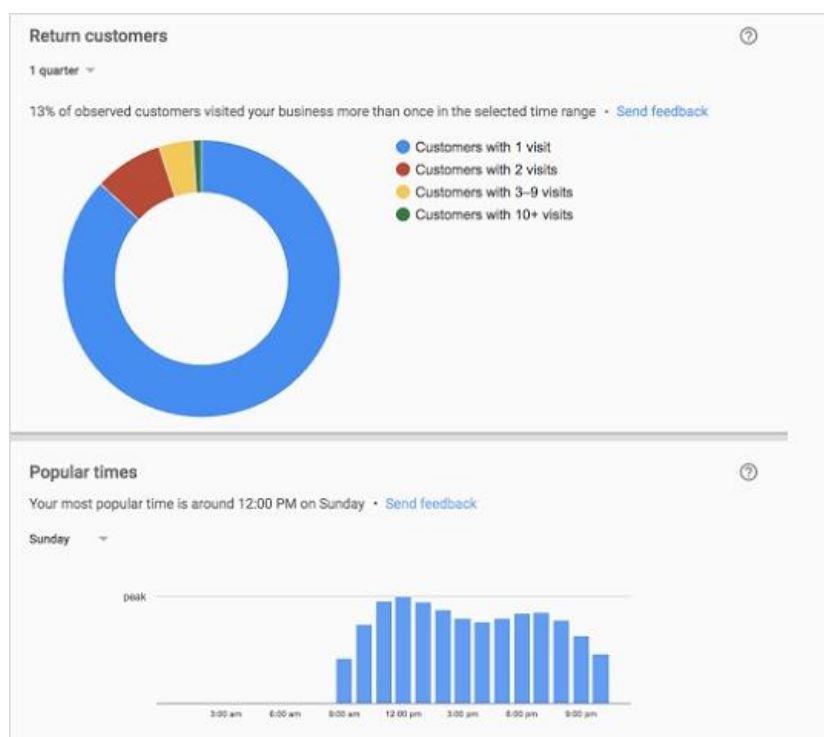 Return customers
1 quarter
13% of observed customers visited your business more than once in the selected time range • Send feedback
Customers with 1 visit
Customers with 2 visits
Customers with 3–9 visits
Customers with 10+ visits
Popular times
Your most popular time is around 12:00 PM on Sunday • Send feedback
Sunday
peak
3:00 am 6:00 am 9:00 am 12:00 pm 3:00 pm 6:00 pm 9:00 pm